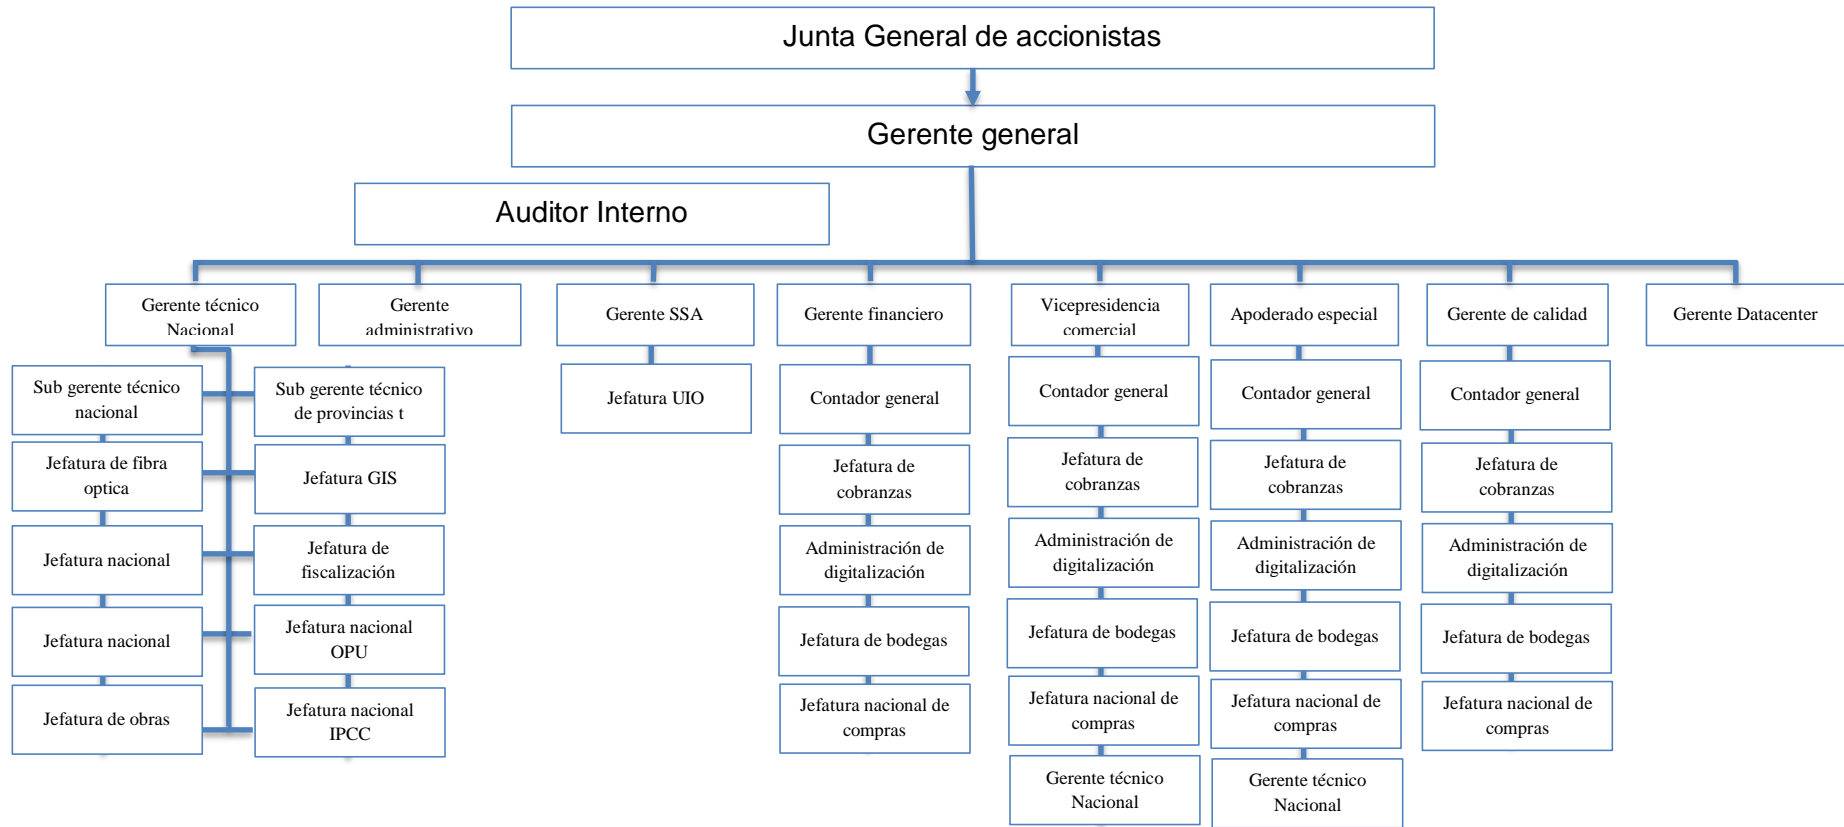 Junta General de accionistas
Gerente general
Auditor Interno
Gerente técnico
Nacional
Gerente
administrativo
Gerente SSA
Gerente financiero
Vicepresidencia
comercial
Apoderado especial
Gerente de calidad
Gerente Datacenter
Sub gerente técnico
nacional
Sub gerente técnico
de provincias t
Jefatura de fibra
optica
Jefatura GIS
Jefatura nacional
Jefatura de
fiscalización
Jefatura nacional
Jefatura nacional
OPU
Jefatura de obras
Jefatura nacional
IPCC
Jefatura UIO
Contador general
Jefatura de
cobranzas
Administración de
digitalización
Jefatura de bodegas
Jefatura nacional de
compras
Contador general
Jefatura de
cobranzas
Administración de
digitalización
Jefatura de bodegas
Jefatura nacional de
compras
Gerente técnico
Nacional
Contador general
Jefatura de
cobranzas
Administración de
digitalización
Jefatura de bodegas
Jefatura nacional de
compras
Gerente técnico
Nacional
Contador general
Jefatura de
cobranzas
Administración de
digitalización
Jefatura de bodegas
Jefatura nacional de
compras